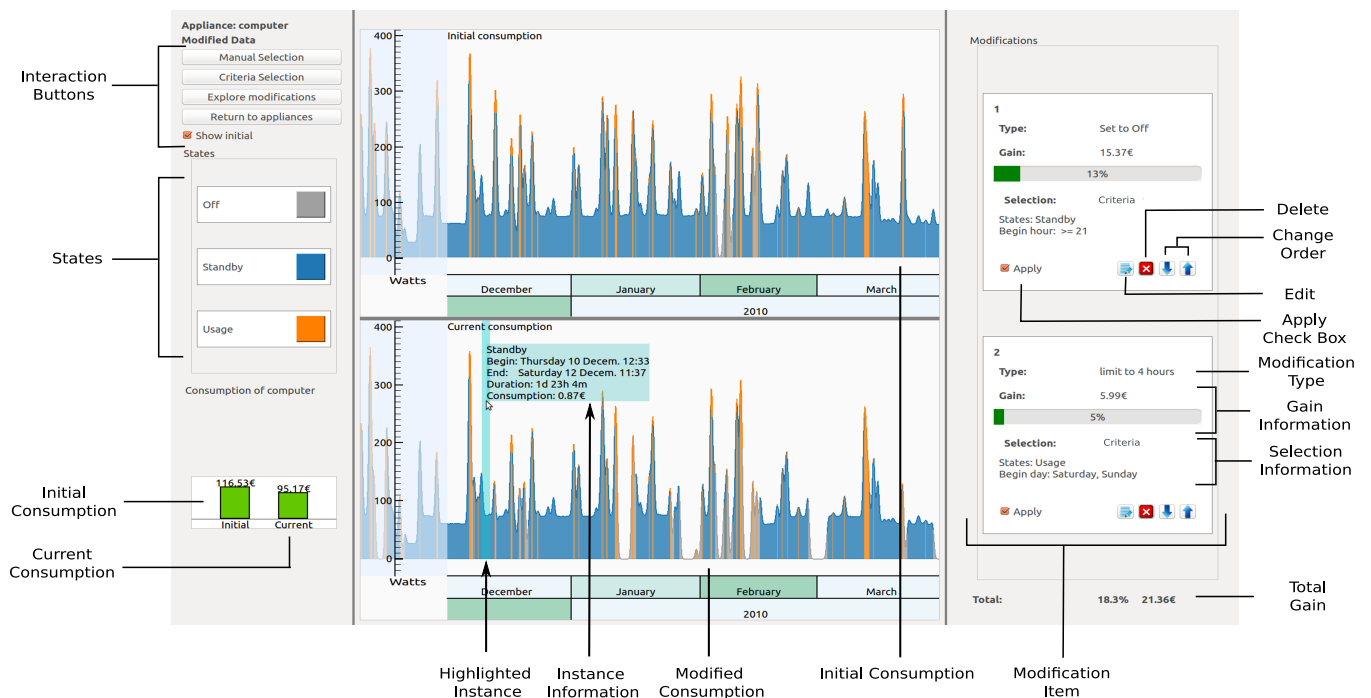 Interaction
Buttons
States
Initial
Consumption
Current
Consumption
Appliance: computer
Modified Data
Manual Selection
Criteria Selection
Explore modifications
Return to appliances
Show initial
States
Off
Standby
Usage
Consumption of computer
116.53€
95.17€
Initial
Current
Initial consumption
400
300
200
100
0
Watts
December
January
February
March
2010
Current consumption
400
300
200
100
0
Standby
Begin: Thursday 10 Decem. 12:33
End: Saturday 12 Decem. 11:37
Duration: 1d 23h 4m
Consumption: 0.87€
Watts
December
January
February
March
2010
Highlighted
Instance
Instance
Information
Modified
Consumption
Initial Consumption
Modification
Item
Modifications
1
Type: Set to Off
Gain: 15.37€
13%
Selection: Criteria
States: Standby
Begin hour: >= 21
Apply
2
Type: limit to 4 hours
Gain: 5.99€
5%
Selection: Criteria
States: Usage
Begin day: Saturday, Sunday
Apply
Total: 18.3% 21.36€
Delete
Change
Order
Edit
Apply
Check Box
Modification
Type
Gain
Information
Selection
Information
Total
Gain